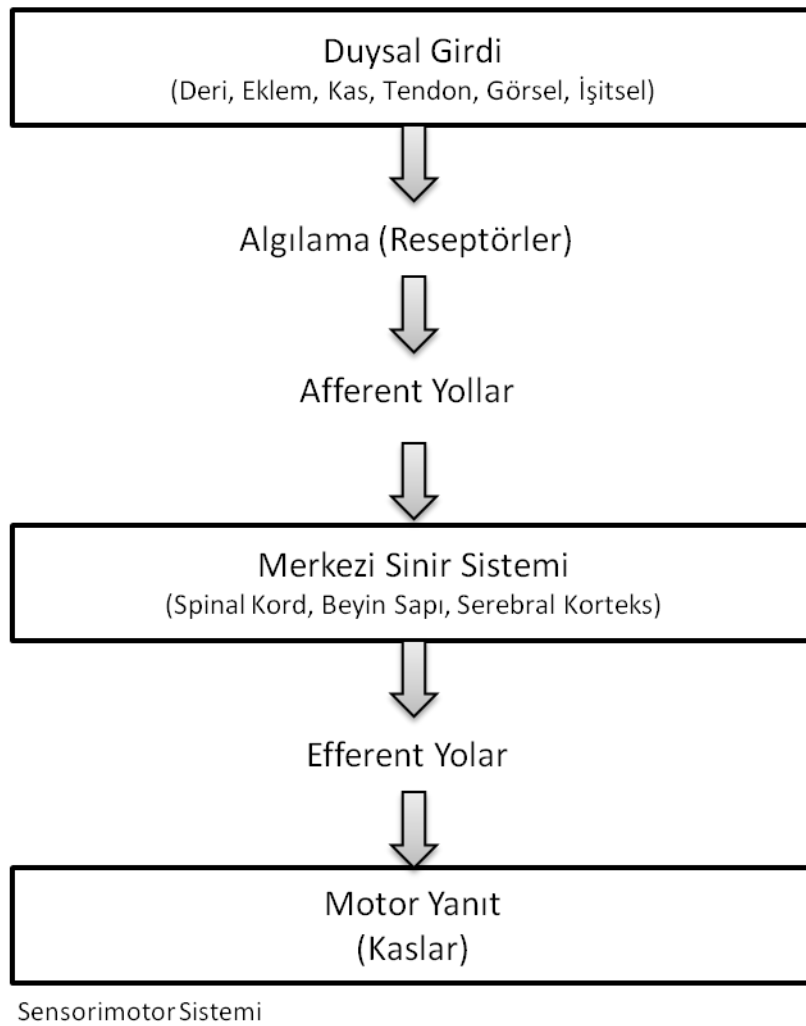 Duysal Girdi
(Deri, Eklem, Kas, Tendon, Görsel, İşitsel)
Algılama (Reseptörler)
Afferent Yollar
Merkezi Sinir Sistemi
(Spinal Kord, Beyin Sapı, Serebral Korteks)
Efferent Yolar
Motor Yanıt
(Kaslar)
Sensorimotor Sistemi